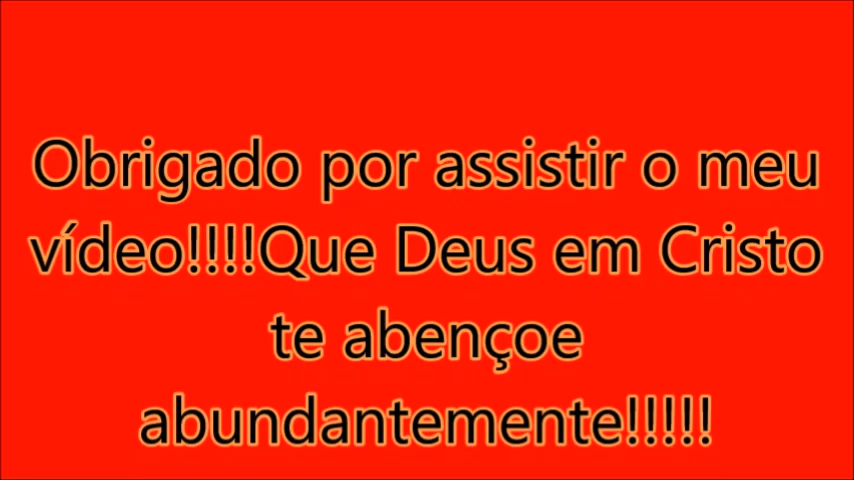 Obrigado por assistir o meu
vídeo!!!!Que Deus em Cristo
te abençoe
abundantemente!!!!!